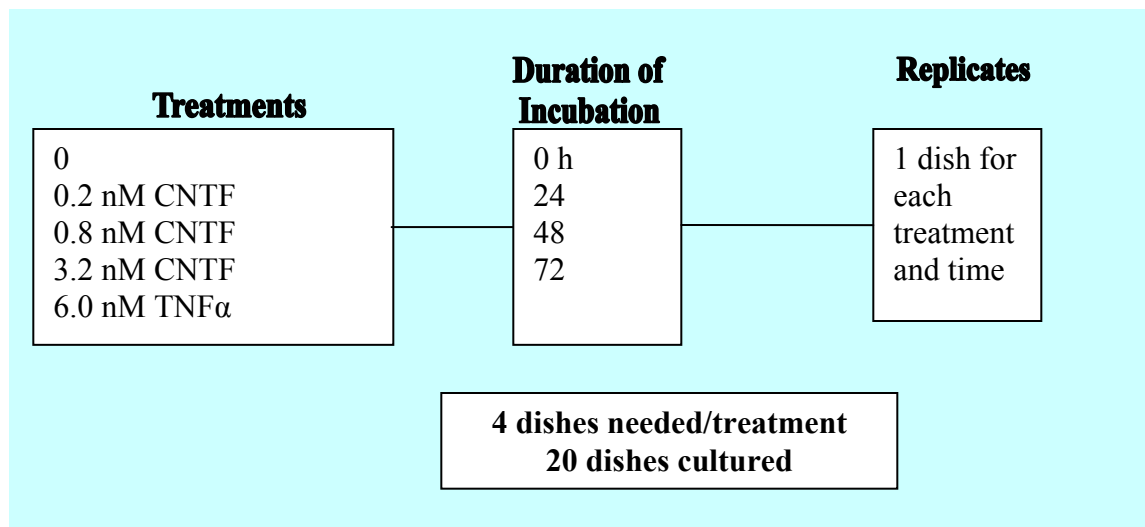 Treatments
0
0.2 nM CNTF
0.8 nM CNTF
3.2 nM CNTF
6.0 nM TNFα
Duration of
Incubation
0 h
24
48
72
Replicates
1 dish for
each
treatment
and time
4 dishes needed/treatment
20 dishes cultured